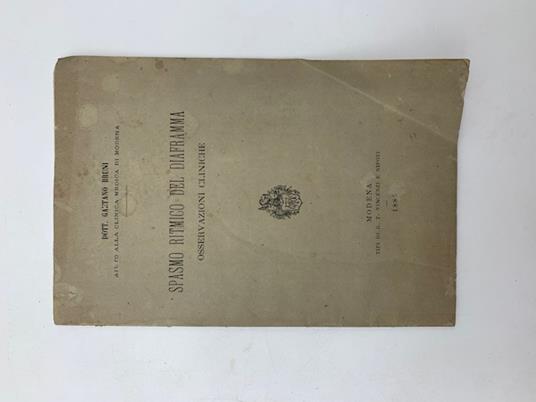 DOTT. GAETANO BRUNI
AIUTO ALLA CLINICA MEDICA DI MODENA
SPASMO RITMICO DEL DIAFRAMMA
OSSERVAZIONI CLINICHE
MODENA
TIPI DI G. T. VINCENZI E NIPOTI